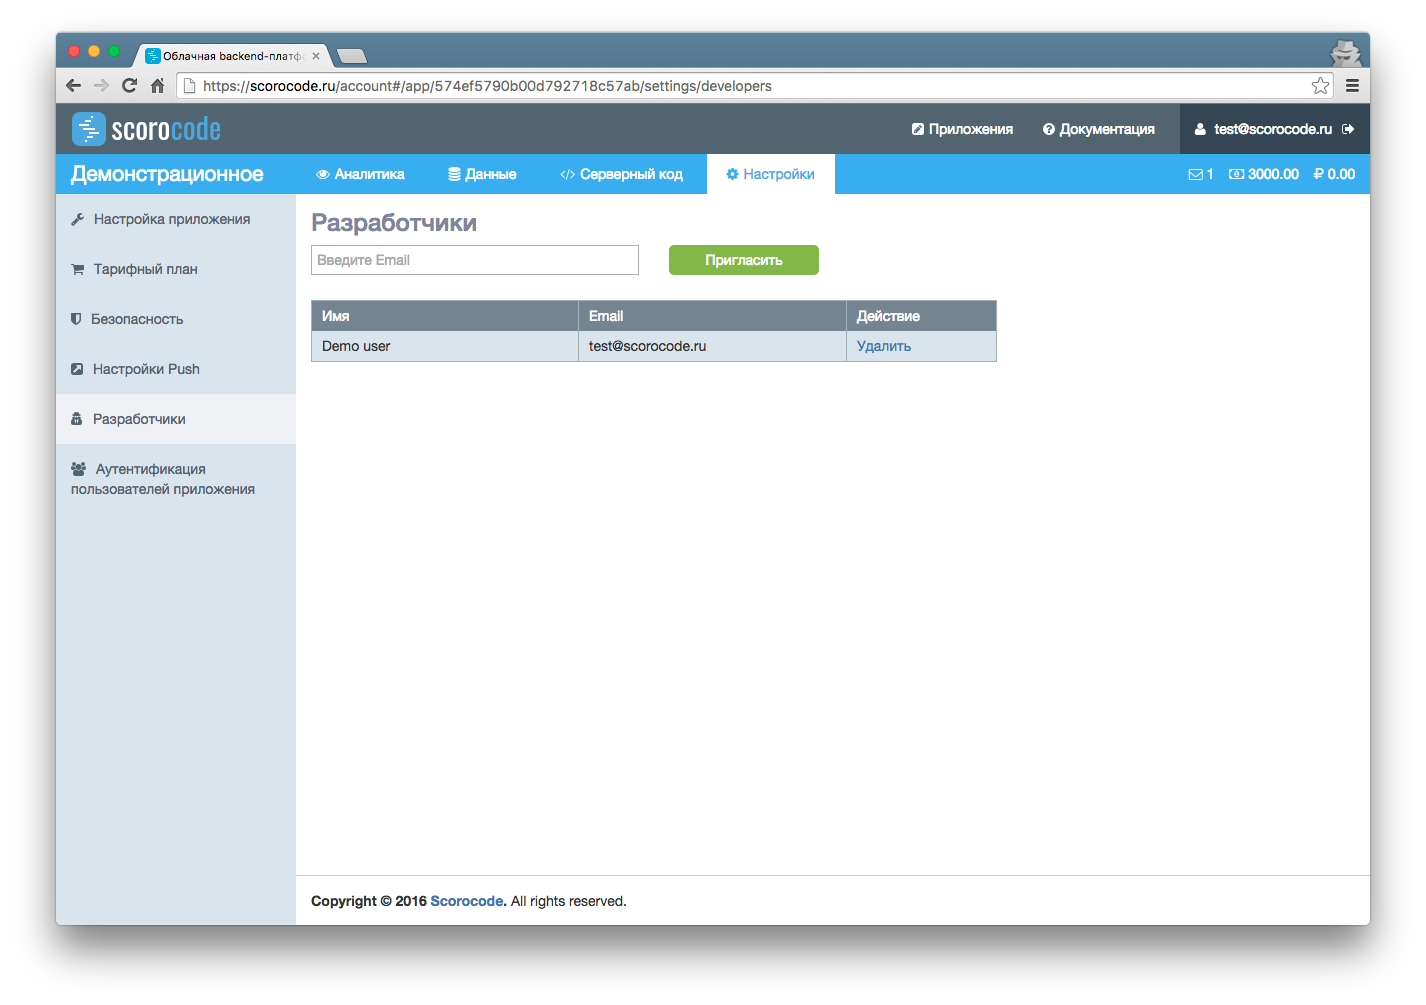 Облачная backend-платфо
https://scorocode.ru/account#/app/574ef5790b00d792718c57ab/settings/developers
scorocode
Приложения
Документация
test@scorocode.ru
Демонстрационное
Аналитика
Данные
</> Серверный код
Настройки
1
3000.00
₽ 0.00
Настройка приложения
Тарифный план
Безопасность
Настройки Push
Разработчики
Аутентификация
пользователей приложения
Разработчики
Введите Email
Пригласить
Имя Email Действие
Demo user test@scorocode.ru Удалить
Copyright © 2016 Scorocode. All rights reserved.